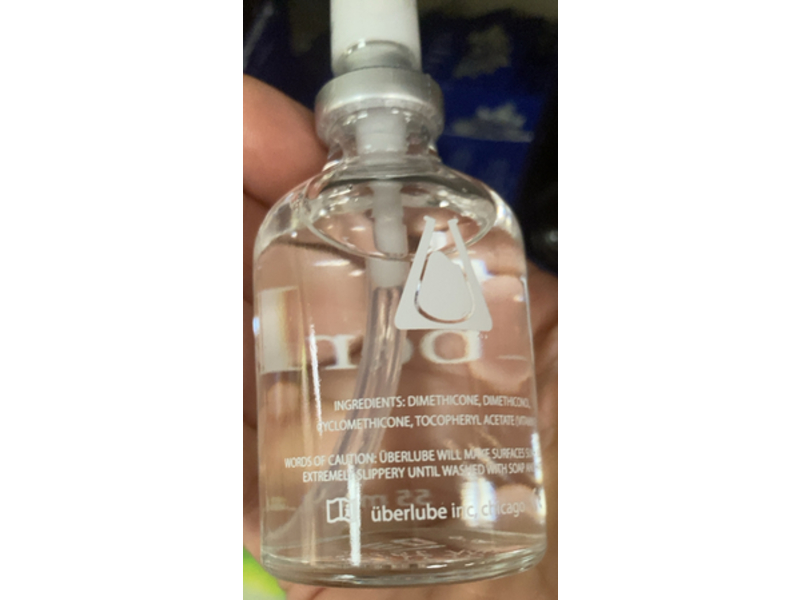 INGREDIENTS: DIMETHICONE, DIMETHICONOL,
CYCLOMETHICONE, TOCOPHERYL ACETATE
WORDS OF CAUTION: ÜBERLUBE WILL MAKE SURFACES
EXTREMELY SLIPPERY UNTIL WASHED WITH SOAP
55 m
überlube inc, chicago